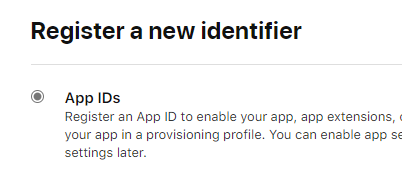 Register a new identifier
App IDs
Register an App ID to enable your app, app extensions,
your app in a provisioning profile. You can enable app se
settings later.